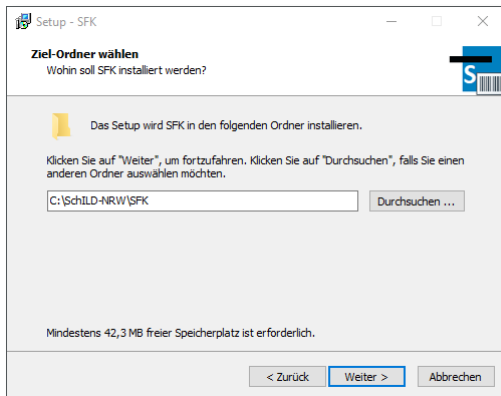 Setup - SFK
Ziel-Ordner wählen
Wohin soll SFK installiert werden?
S
Das Setup wird SFK in den folgenden Ordner installieren.
Klicken Sie auf "Weiter", um fortzufahren. Klicken Sie auf "Durchsuchen", falls Sie einen
anderen Ordner auswählen möchten.
C:\SchILD-NRW\SFK
Durchsuchen ...
Mindestens 42,3 MB freier Speicherplatz ist erforderlich.
< Zurück
Weiter >
Abbrechen